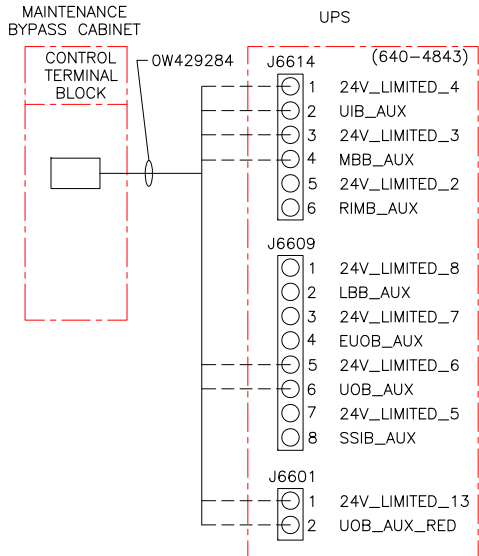 MAINTENANCE
BYPASS CABINET
UPS
CONTROL
TERMINAL
BLOCK
0W429284
J6614
(640-4843)
1 24V_LIMITED_4
2 UIB_AUX
3 24V_LIMITED_3
4 MBB_AUX
5 24V_LIMITED_2
6 RIMB_AUX
J6609
1 24V_LIMITED_8
2 LBB_AUX
3 24V_LIMITED_7
4 EUOB_AUX
5 24V_LIMITED_6
6 UOB_AUX
7 24V_LIMITED_5
8 SSIB_AUX
J6601
1 24V_LIMITED_13
2 UOB_AUX_RED